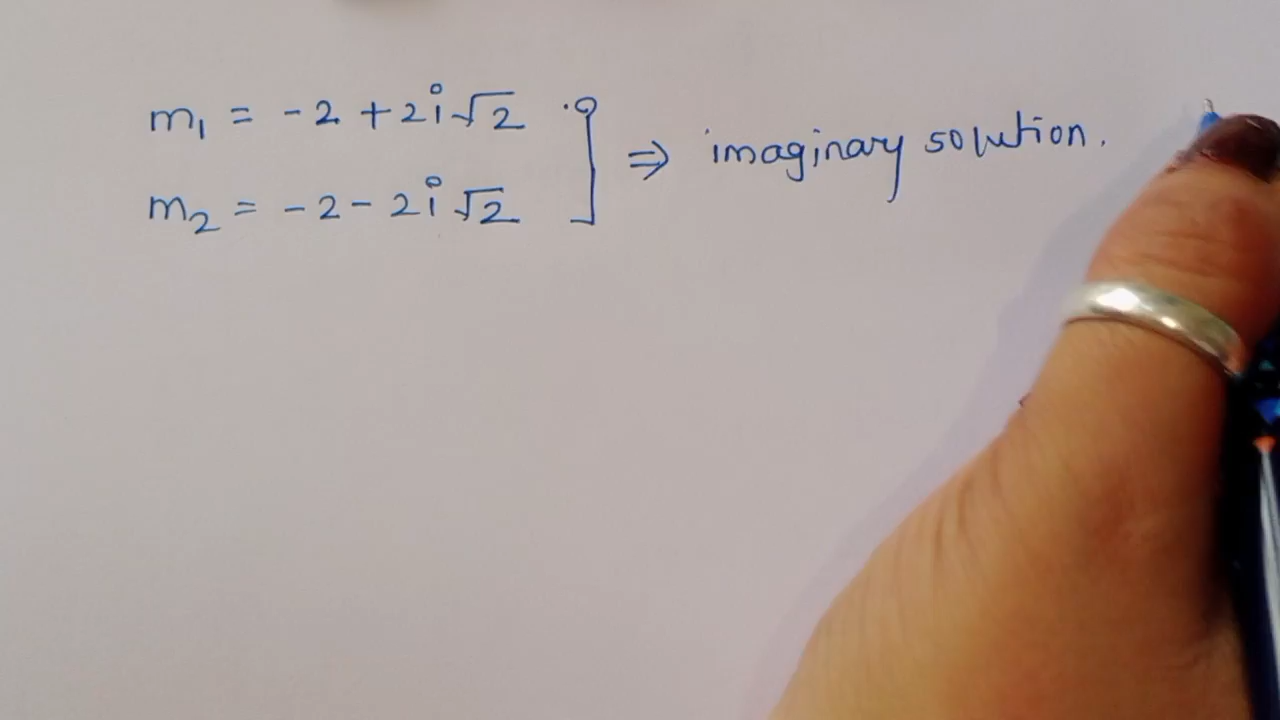 m₁ = -2 + 2i√2 ⇒ imaginary solution.
m₂ = -2 - 2i√2